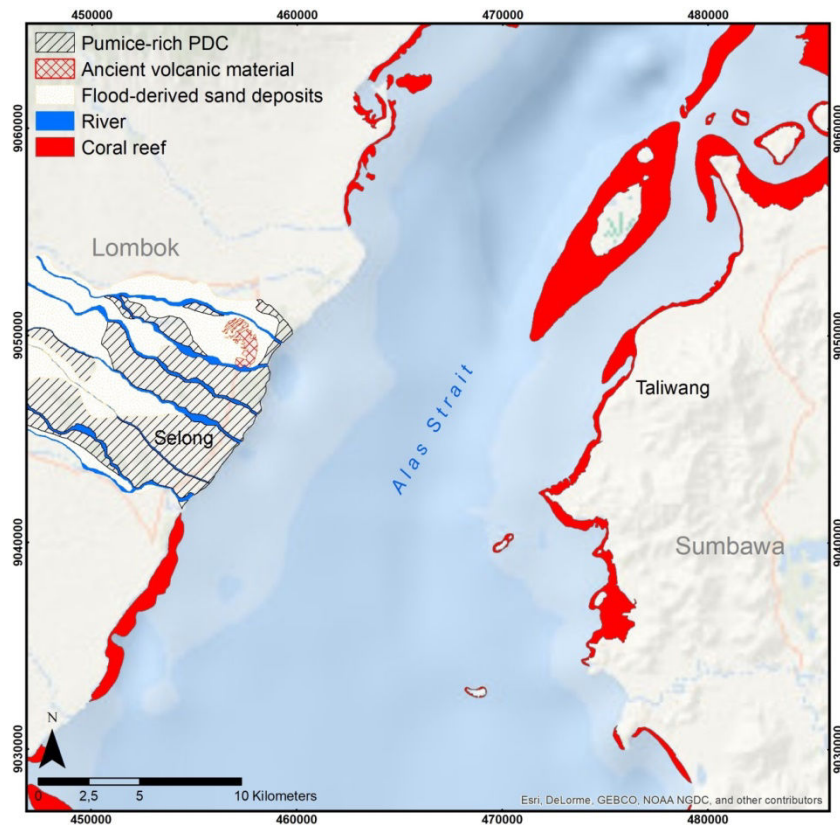 450000 460000 470000 480000
Pumice-rich PDC
Ancient volcanic material
Flood-derived sand deposits
River
Coral reef
9060000 9060000
Lombok
9050000 9050000
Alas Strait
Taliwang
Selong
9040000 9040000
Sumbawa
N
9030000 9030000
0 2,5 5 10 Kilometers
Esri, DeLorme, GEBCO, NOAA NGDC, and other contributors
450000 460000 470000 480000